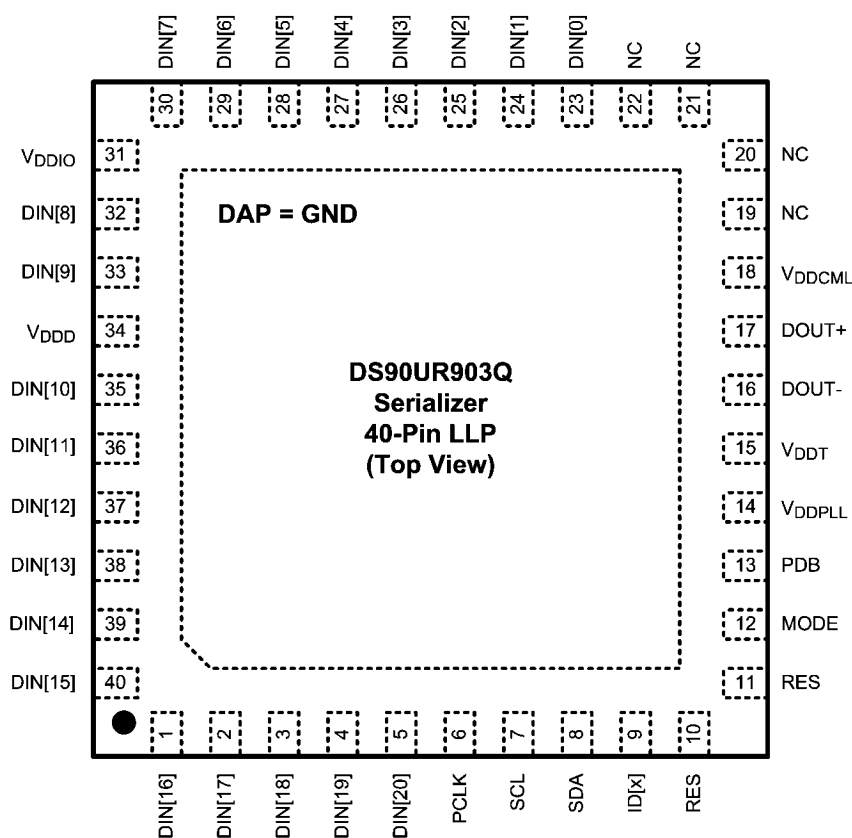 DIN[7] DIN[6] DIN[5] DIN[4] DIN[3] DIN[2] DIN[1] DIN[0] NC NC
30 29 28 27 26 25 24 23 22 21
VDDIO 31 20 NC
DIN[8] 32 19 NC
DAP = GND
DIN[9] 33 18 VDDCML
VDDD 34 17 DOUT+
DS90UR903Q
DIN[10] 35 16 DOUT-
Serializer
40-Pin LLP
DIN[11] 36 15 VDDT
(Top View)
DIN[12] 37 14 VDDPLL
DIN[13] 38 13 PDB
DIN[14] 39 12 MODE
DIN[15] 40 11 RES
1 2 3 4 5 6 7 8 9 10
DIN[16] DIN[17] DIN[18] DIN[19] DIN[20] PCLK SCL SDA ID[x] RES